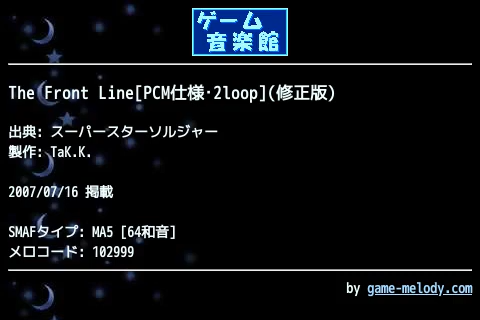 ゲーム
音楽館
The Front Line[PCM仕様･2loop](修正版)
出典: スーパースターソルジャー
製作: TaK.K.
2007/07/16 掲載
SMAFタイプ: MA5 [64和音]
メロコード: 102999
by game-melody.com